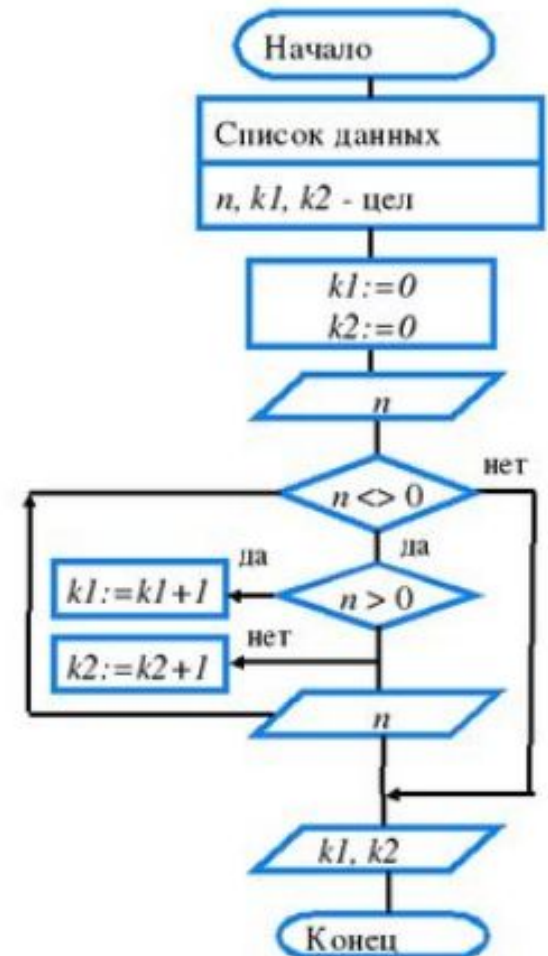 Начало
Список данных
n, k1, k2 - цел
k1:=0
k2:=0
n
нет
n <> 0
да
да
k1:=k1+1
n > 0
нет
k2:=k2+1
n
k1, k2
Конец